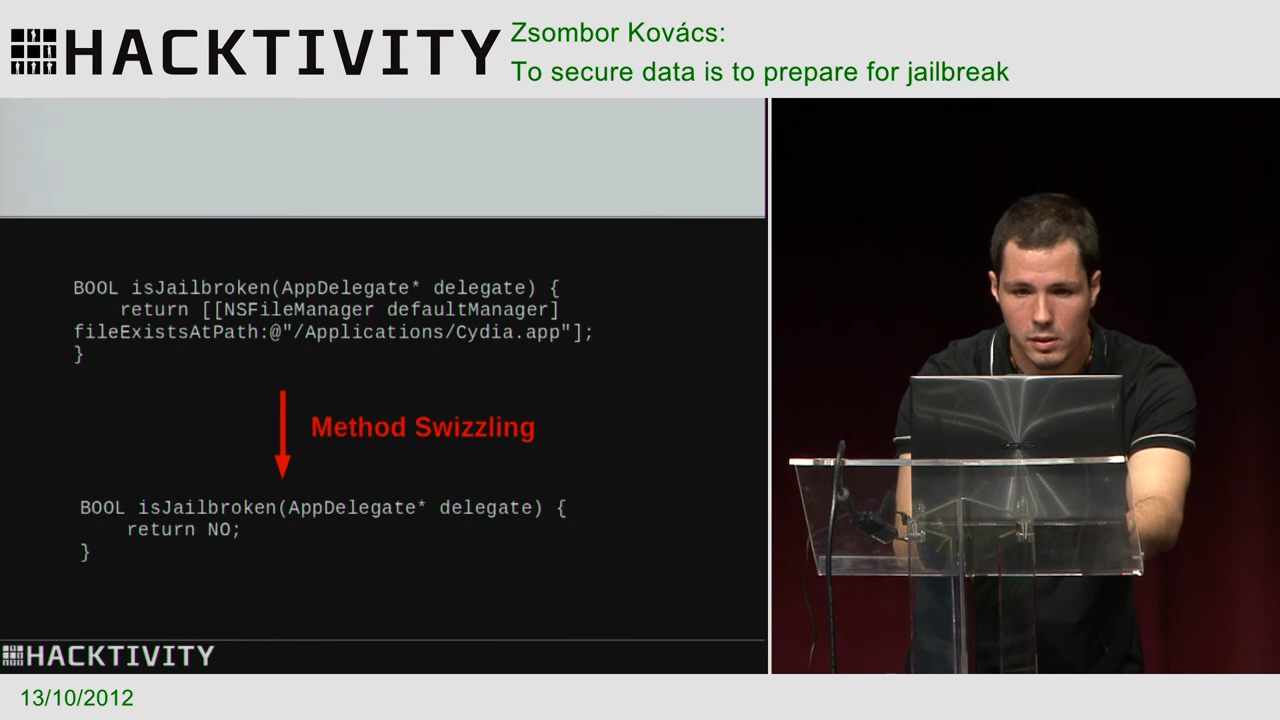 HACKTIVITY
Zsombor Kovács:
To secure data is to prepare for jailbreak
BOOL isJailbroken(AppDelegate* delegate) {
return [[NSFileManager defaultManager]
fileExistsAtPath:@"/Applications/Cydia.app"];
}
Method Swizzling
BOOL isJailbroken(AppDelegate* delegate) {
return NO;
}
HACKTIVITY
13/10/2012